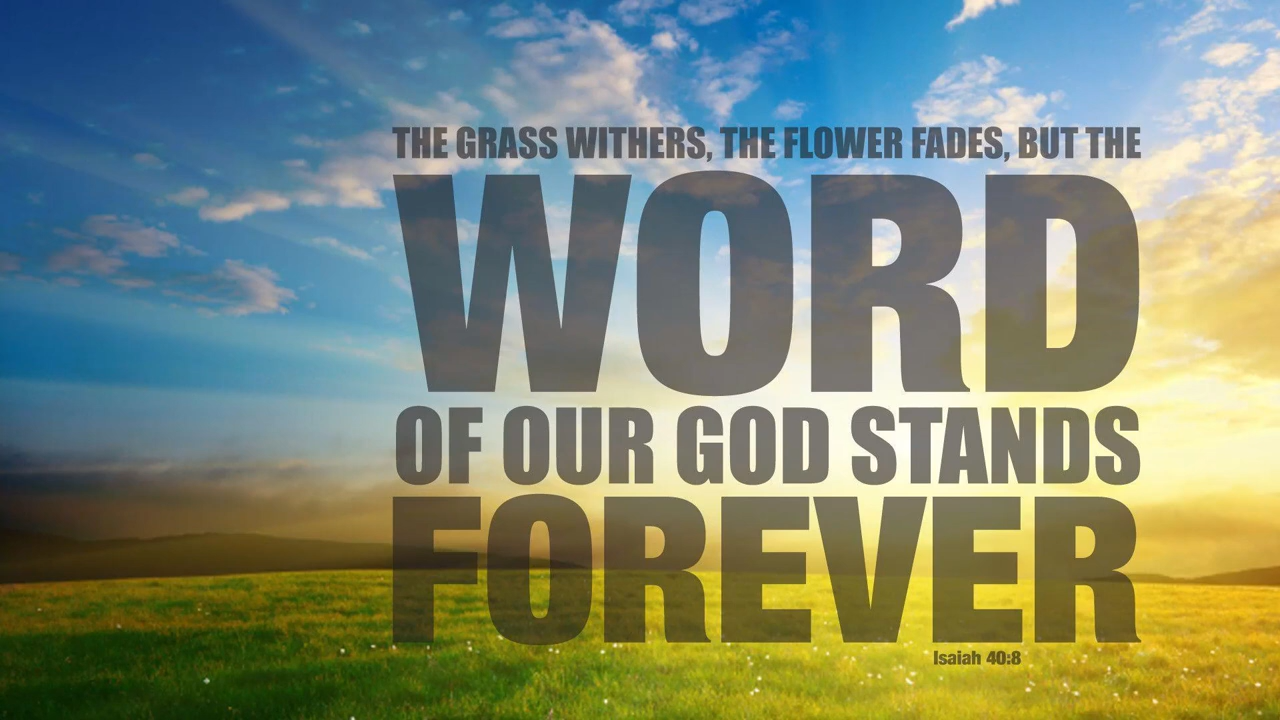 THE GRASS WITHERS, THE FLOWER FADES, BUT THE
WORD
OF OUR GOD STANDS
FOREVER
Isaiah 40:8